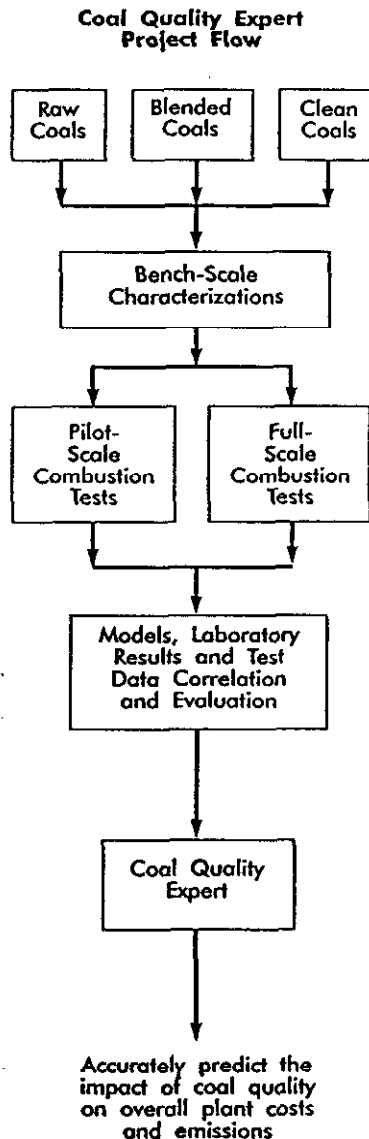 Coal Quality Expert
Project Flow
Raw
Coals
Blended
Coals
Clean
Coals
Bench-Scale
Characterizations
Pilot-
Scale
Combustion
Tests
Full-
Scale
Combustion
Tests
Models, Laboratory
Results and Test
Data Correlation
and Evaluation
Coal Quality
Expert
Accurately predict the
impact of coal quality
on overall plant costs
and emissions